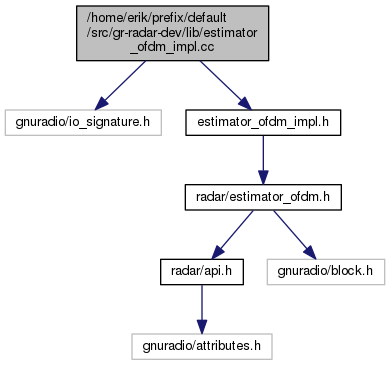 /home/erik/prefix/default
/src/gr-radar-dev/lib/estimator
_ofdm_impl.cc
gnuradio/io_signature.h
estimator_ofdm_impl.h
radar/estimator_ofdm.h
radar/api.h
gnuradio/block.h
gnuradio/attributes.h